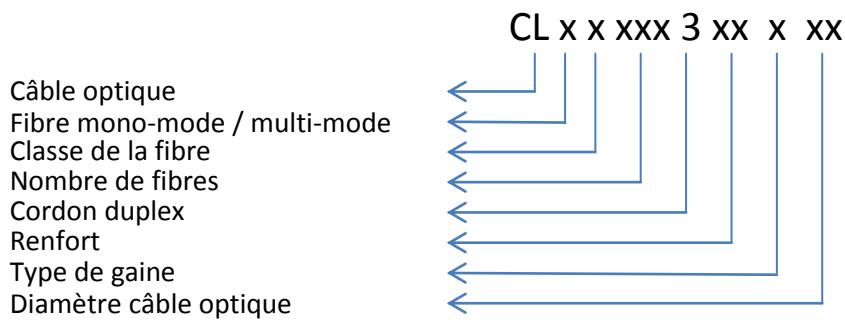 CL x x xxx 3 xx x xx
Câble optique
Fibre mono-mode / multi-mode
Classe de la fibre
Nombre de fibres
Cordon duplex
Renfort
Type de gaine
Diamètre câble optique